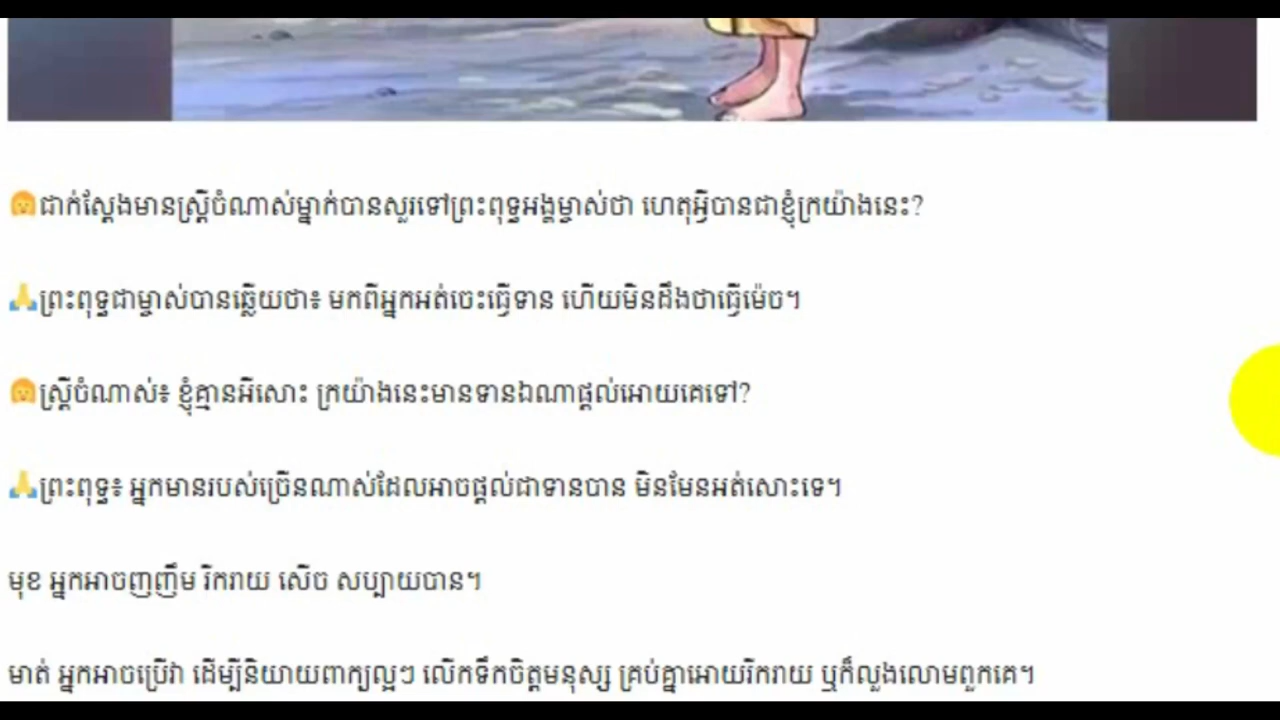 👩ជាក់ស្តែងមានស្ត្រីចំណាស់ម្នាក់បានសួរទៅព្រះពុទ្ធអង្គម្ចាស់ថា ហេតុអ្វីបានជាខ្ញុំក្រយ៉ាងនេះ?
🙏ព្រះពុទ្ធជាម្ចាស់បានឆ្លើយថា៖ មកពីអ្នកអត់ចេះធ្វើទាន ហើយមិនដឹងថាធ្វើម៉េច។
👩ស្ត្រីចំណាស់៖ ខ្ញុំគ្មានអីសោះ ក្រយ៉ាងនេះមានទានឯណាផ្តល់អោយគេទៅ?
🙏ព្រះពុទ្ធ៖ អ្នកមានរបស់ច្រើនណាស់ដែលអាចផ្តល់ជាទានបាន មិនមែនអត់សោះទេ។
មុខ អ្នកអាចញញឹម រីករាយ សើច សប្បាយបាន។
មាត់ អ្នកអាចប្រើវា ដើម្បីនិយាយពាក្យល្អៗ លើកទឹកចិត្តមនុស្ស គ្រប់គ្នាអោយរីករាយ ឬក៏លួងលោមពួកគេ។